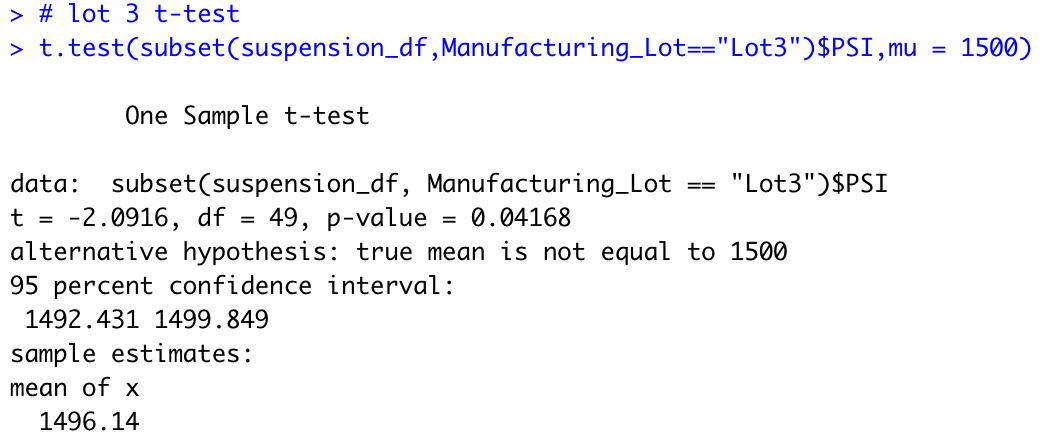 > # lot 3 t-test
> t.test(subset(suspension_df,Manufacturing_Lot=="Lot3")$PSI,mu = 1500)
One Sample t-test
data:  subset(suspension_df, Manufacturing_Lot == "Lot3")$PSI
t = -2.0916, df = 49, p-value = 0.04168
alternative hypothesis: true mean is not equal to 1500
95 percent confidence interval:
1492.431 1499.849
sample estimates:
mean of x
1496.14